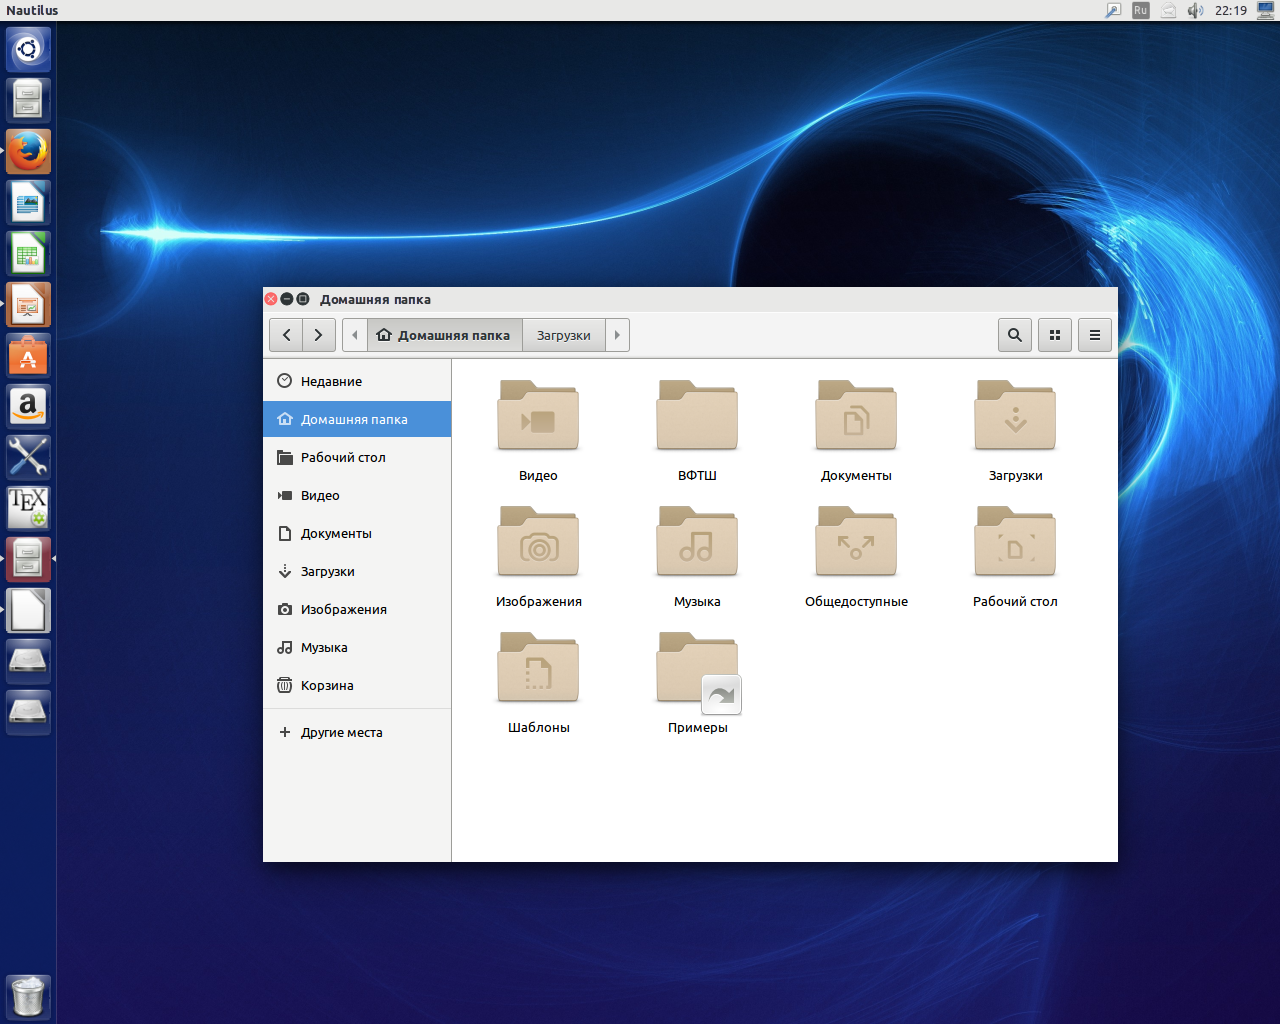 Nautilus
Ru
22:19
Домашняя папка
Домашняя папка
Загрузки
Недавние
Домашняя папка
Рабочий стол
Видео
Документы
Загрузки
Изображения
Музыка
Корзина
Другие места
Видео
ВФТШ
Документы
Загрузки
Изображения
Музыка
Общедоступные
Рабочий стол
Шаблоны
Примеры
A
a
TEX